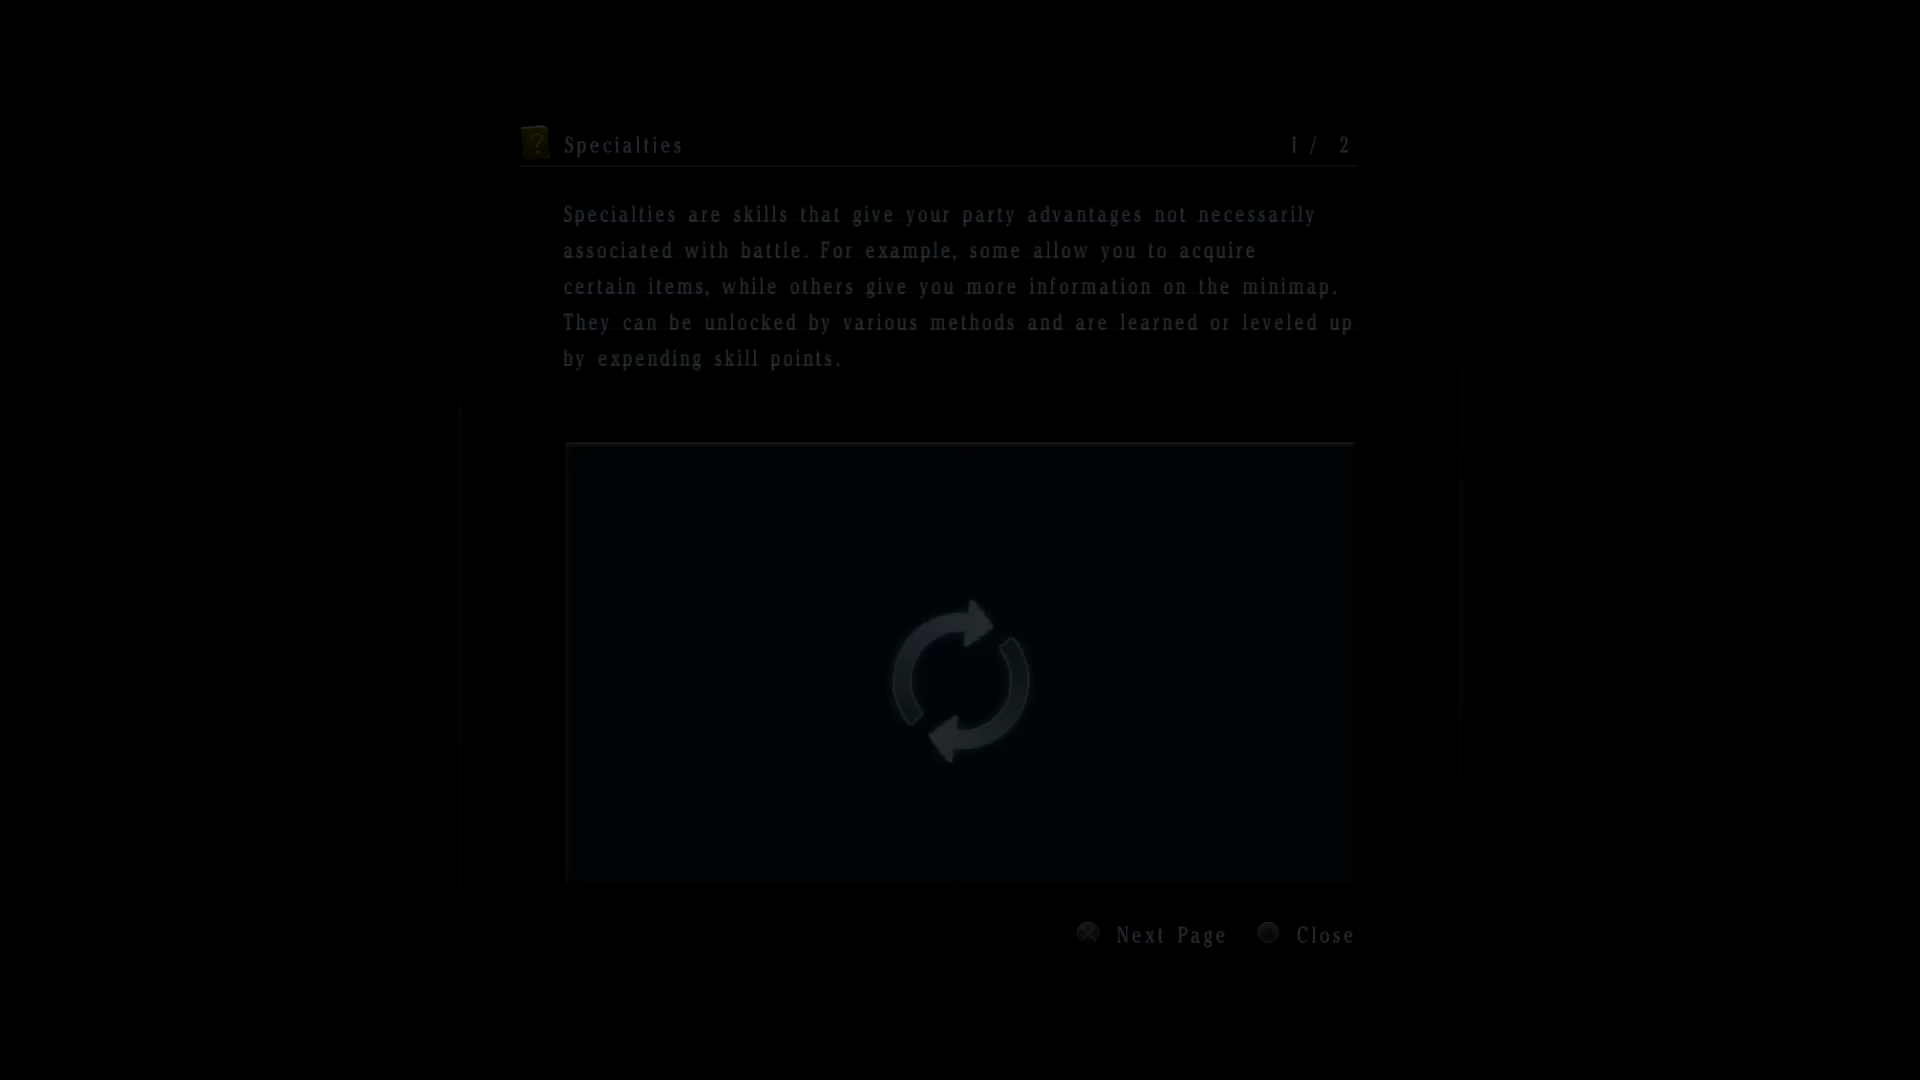 ?
Specialties 1 / 2
Specialties are skills that give your party advantages not necessarily
associated with battle. For example, some allow you to acquire
certain items, while others give you more information on the minimap.
They can be unlocked by various methods and are learned or leveled up
by expending skill points.
Next Page Close